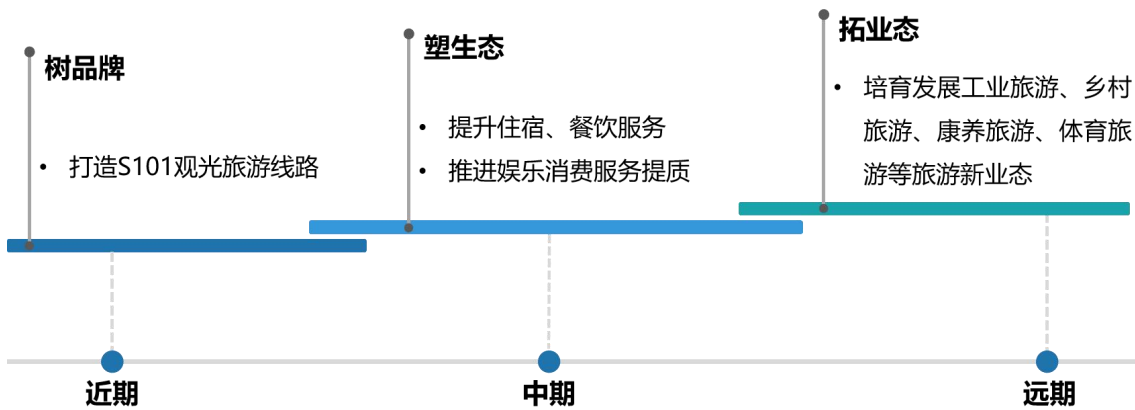 树品牌
• 打造S101观光旅游线路
塑生态
• 提升住宿、餐饮服务
• 推进娱乐消费服务提质
拓业态
• 培育发展工业旅游、乡村
旅游、康养旅游、体育旅
游等旅游新业态
近期
中期
远期